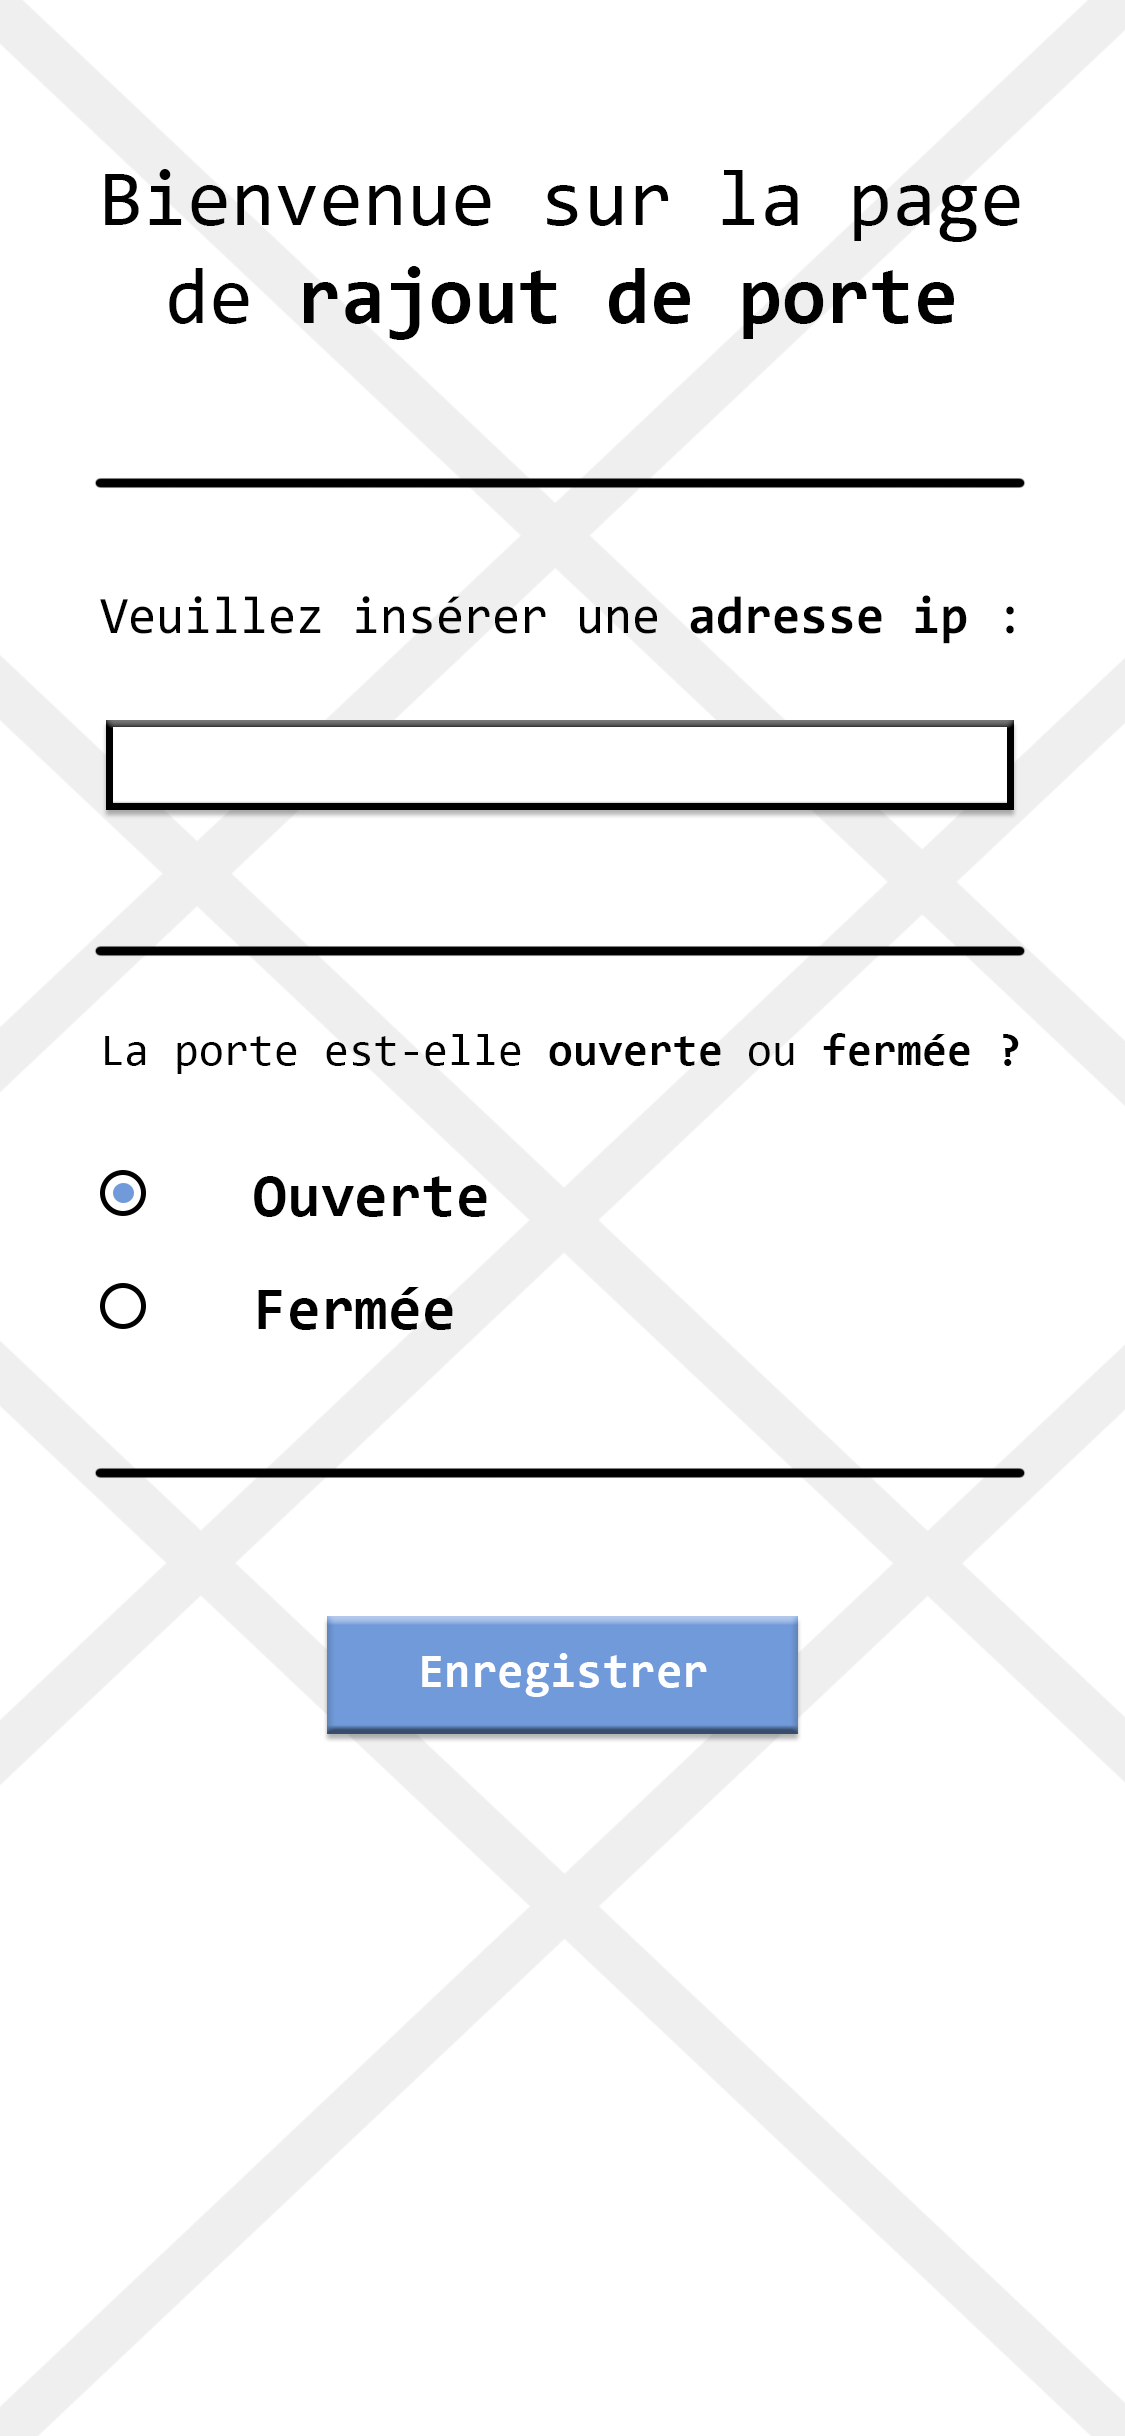 Bienvenue sur la page
de rajout de porte
Veuillez insérer une adresse ip :
La porte est-elle ouverte ou fermée ?
Ouverte
Fermée
Enregistrer